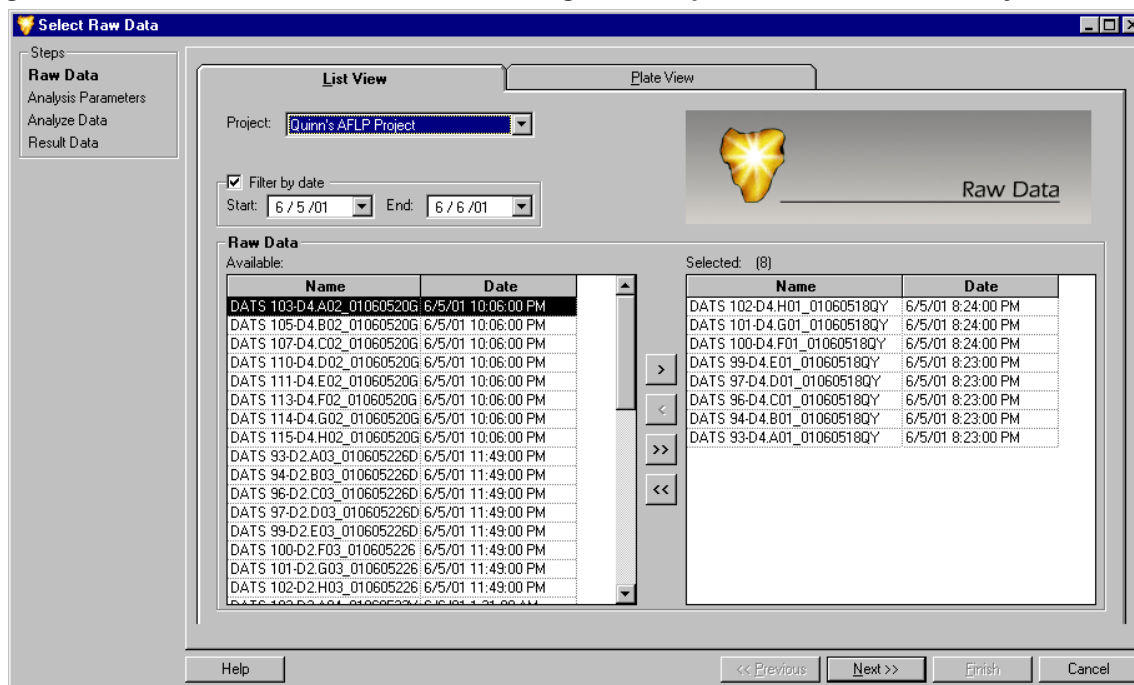 Select Raw Data
Steps
Raw Data
Analysis Parameters
Analyze Data
Result Data
List View
Plate View
Project: Quinn's AFLP Project
Raw Data
Filter by date
Start: 6 / 5 /01 End: 6 / 6 /01
Raw Data
Available:
Name Date
DATS 103-D4.A02_01060520G 6/5/01 10:06:00 PM
DATS 105-D4.B02_01060520G 6/5/01 10:06:00 PM
DATS 107-D4.C02_01060520G 6/5/01 10:06:00 PM
DATS 110-D4.D02_01060520G 6/5/01 10:06:00 PM
DATS 111-D4.E02_01060520G 6/5/01 10:06:00 PM
DATS 113-D4.F02_01060520G 6/5/01 10:06:00 PM
DATS 114-D4.G02_01060520G 6/5/01 10:06:00 PM
DATS 115-D4.H02_01060520G 6/5/01 10:06:00 PM
DATS 93-D2.A03_010605226D 6/5/01 11:49:00 PM
DATS 94-D2.B03_010605226D 6/5/01 11:49:00 PM
DATS 96-D2.C03_010605226D 6/5/01 11:49:00 PM
DATS 97-D2.D03_010605226D 6/5/01 11:49:00 PM
DATS 99-D2.E03_010605226D 6/5/01 11:49:00 PM
DATS 100-D2.F03_010605226 6/5/01 11:49:00 PM
DATS 101-D2.G03_010605226 6/5/01 11:49:00 PM
DATS 102-D2.H03_010605226 6/5/01 11:49:00 PM
>
<
>>
<<
Selected: (8)
Name Date
DATS 102-D4.H01_01060518QY 6/5/01 8:24:00 PM
DATS 101-D4.G01_01060518QY 6/5/01 8:24:00 PM
DATS 100-D4.F01_01060518QY 6/5/01 8:24:00 PM
DATS 99-D4.E01_01060518QY 6/5/01 8:23:00 PM
DATS 97-D4.D01_01060518QY 6/5/01 8:23:00 PM
DATS 96-D4.C01_01060518QY 6/5/01 8:23:00 PM
DATS 94-D4.B01_01060518QY 6/5/01 8:23:00 PM
DATS 93-D4.A01_01060518QY 6/5/01 8:23:00 PM
Help
<< Previous
Next >>
Finish
Cancel